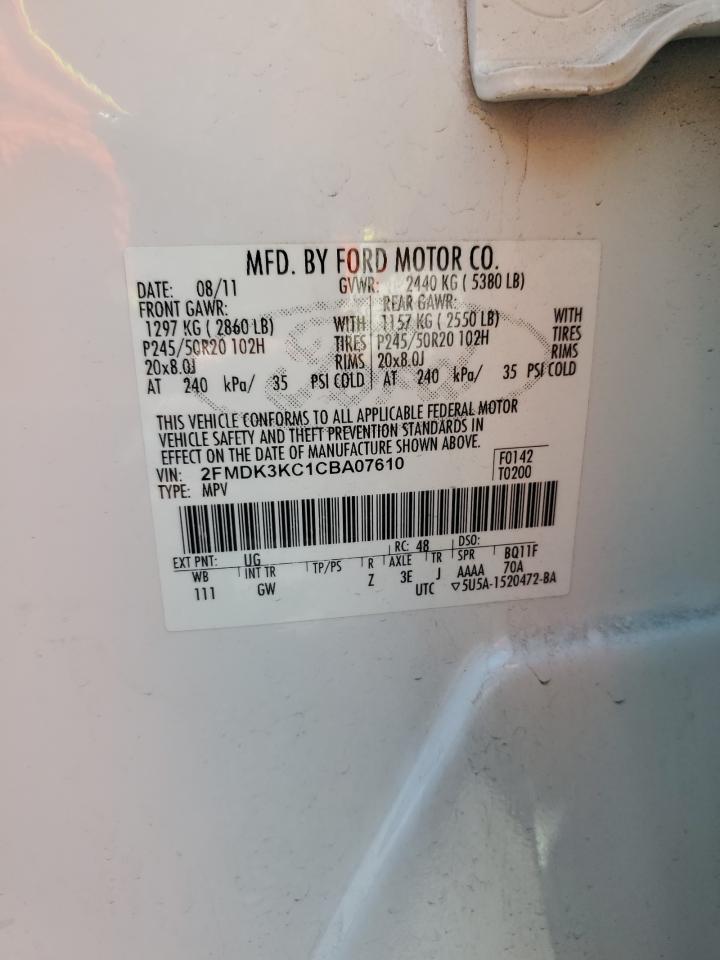 MFD. BY FORD MOTOR CO.
DATE: 08/11 GVWR: 2440 KG ( 5380 LB)
FRONT GAWR: REAR GAWR:
1297 KG ( 2860 LB) WITH 1157 KG ( 2550 LB) WITH
P245/50R20 102H TIRES P245/50R20 102H TIRES
20x8.0J RIMS 20x8.0J RIMS
AT 240 kPa/ 35 PSI COLD AT 240 kPa/ 35 PSI COLD
THIS VEHICLE CONFORMS TO ALL APPLICABLE FEDERAL MOTOR
VEHICLE SAFETY AND THEFT PREVENTION STANDARDS IN
EFFECT ON THE DATE OF MANUFACTURE SHOWN ABOVE.
VIN: 2FMDK3KC1CBA07610 F0142
TYPE: MPV T0200
EXT PNT: UG RC: 48 DSO:
WB INT TR TP/PS R AXLE TR SPR BQ11F
111 GW Z 3E J AAAA 70A
UTC ▽5U5A-1520472-BA